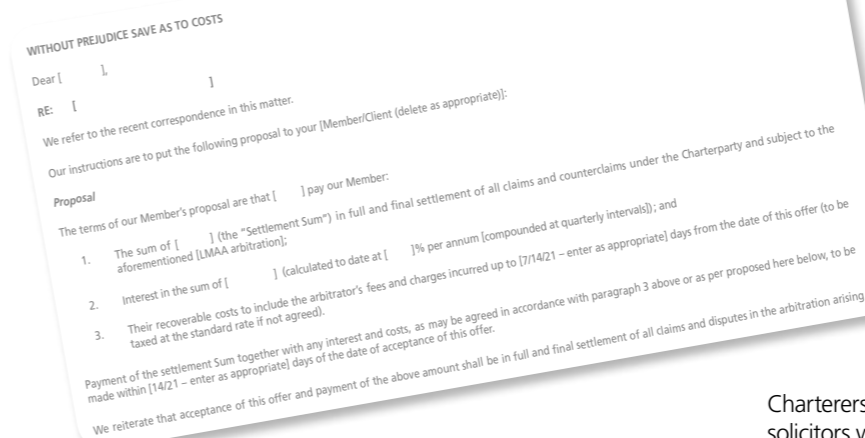 WITHOUT PREJUDICE SAVE AS TO COSTS
Dear [ ],
RE: [ ]
We refer to the recent correspondence in this matter.
Our instructions are to put the following proposal to your [Member/Client (delete as appropriate)]:
Proposal
The terms of our Member's proposal are that [ ] pay our Member:
1. The sum of [ ] (the "Settlement Sum") in full and final settlement of all claims and counterclaims under the Charterparty and subject to the
aforementioned [LMAA arbitration];
2. Interest in the sum of [ ] (calculated to date at [ ]% per annum [compounded at quarterly intervals]); and
3. Their recoverable costs to include the arbitrator's fees and charges incurred up to [7/14/21 – enter as appropriate] days from the date of this offer (to be
taxed at the standard rate if not agreed).
Payment of the settlement Sum together with any interest and costs, as may be agreed in accordance with paragraph 3 above or as per proposed here below, to be
made within [14/21 – enter as appropriate] days of the date of acceptance of this offer.
We reiterate that acceptance of this offer and payment of the above amount shall be in full and final settlement of all claims and disputes in the arbitration arising
Charterers
solicitors